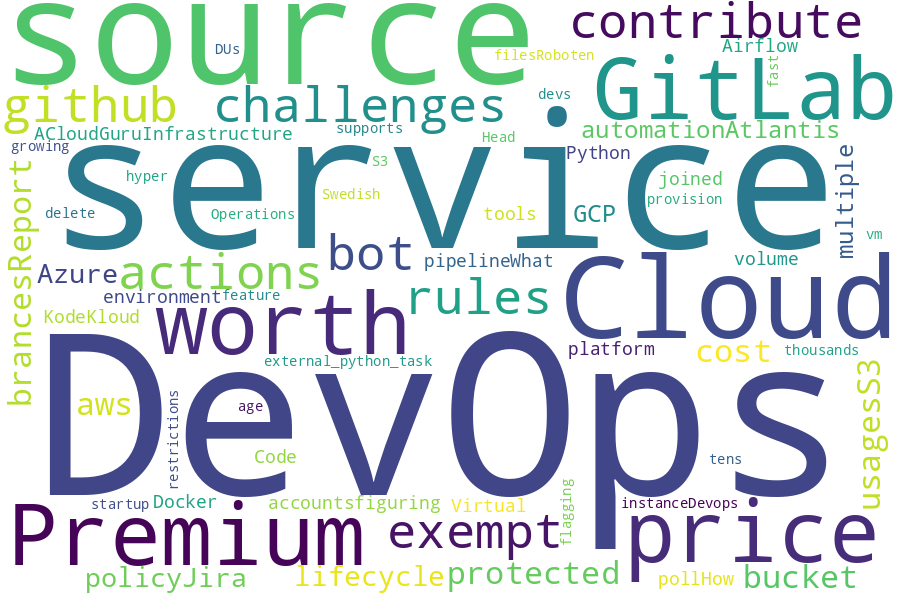 source
DUs
filesRoboten
contribute
Airflow
fast
github
challenges
devs
GitLab
ACloudGuruInfrastructure
supports
Head
automationAtlantis
growing
service
Python
multiple
hyper
S3
joined
brancesReport
delete
Operations
Swedish
tools
GCP
provision
vm
bot
pipelineWhat
volume
Azure
actions
environment
feature
rules
Cloud
KodeKloud
worth
external_python_task
platform
cost
thousands
DevOps
aws
restrictions
age
usagesS3
Code
tens
startup
Docker
accountsfiguring
Virtual
flagging
instanceDevops
Premium
exempt
price
policyJira
lifecycle
protected
pollHow
bucket